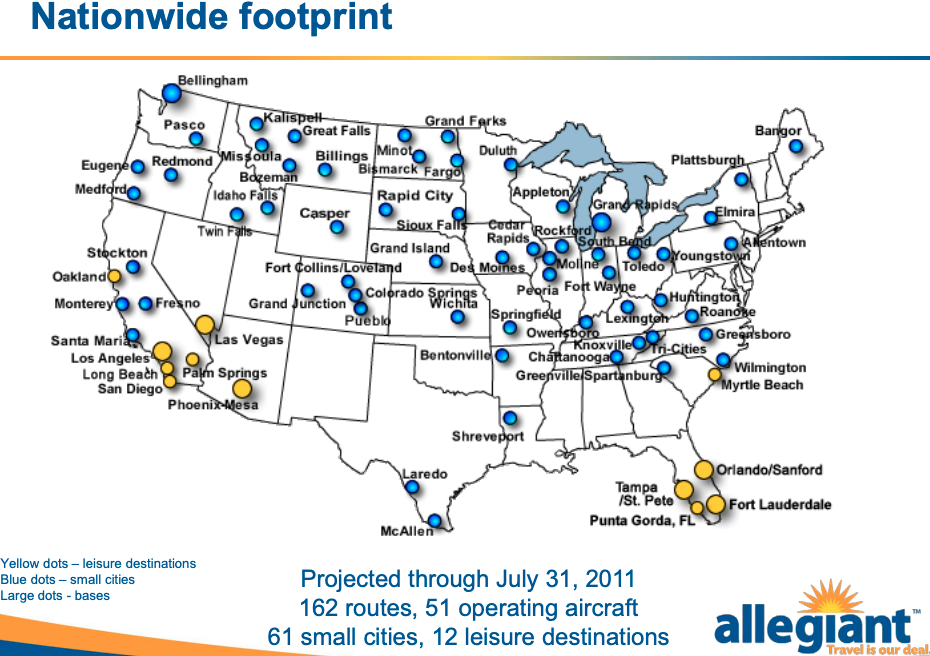 Nationwide footprint
Bellingham
Pasco
Kalispell
Great Falls
Grand Forks
Bangor
Eugene
Redmond
Missoula
Bozeman
Billings
Minot
Bismarck
Fargo
Duluth
Plattsburgh
Medford
Idaho Falls
Twin Falls
Casper
Rapid City
Sioux Falls
Appleton
Grand Rapids
Elmira
Cedar
Rapids
Rockford
South Bend
Allentown
Stockton
Grand Island
Des Moines
Moline
Toledo
Youngstown
Oakland
Fort Collins/Loveland
Peoria
Fort Wayne
Monterey
Fresno
Grand Junction
Colorado Springs
Wichita
Pueblo
Springfield
Huntington
Lexington
Roanoke
Owensboro
Greensboro
Santa Maria
Las Vegas
Knoxville
Tri-Cities
Los Angeles
Bentonville
Chattanooga
Wilmington
Long Beach
Palm Springs
Greenville/Spartanburg
Myrtle Beach
San Diego
Phoenix-Mesa
Shreveport
Laredo
Orlando/Sanford
Tampa
/St. Pete
Fort Lauderdale
McAllen
Punta Gorda, FL
Yellow dots – leisure destinations
Blue dots – small cities
Large dots - bases
Projected through July 31, 2011
162 routes, 51 operating aircraft
61 small cities, 12 leisure destinations
allegiant™
Travel is our deal.